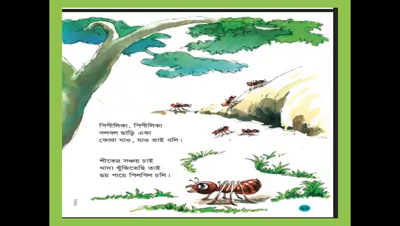 পিপীলিকা, পিপীলিকা
দলবল ছাড়ি একা
কোথা যাও, যাও ভাই বলি।
শীতের সঞ্চয় চাই
খাদ্য খুঁজিতেছি তাই
ছয় পায়ে পিলপিল চলি।